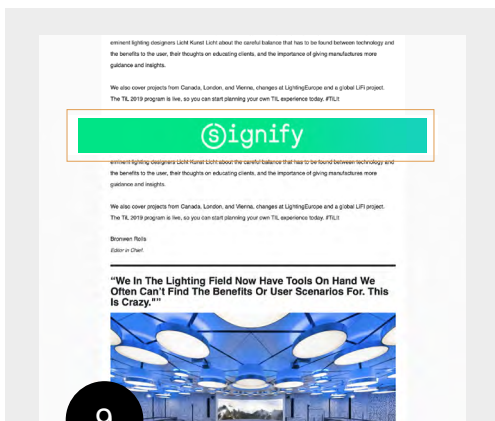 eminent lighting designers Licht Kunst Licht about the careful balance that has to be found between technology and
the benefits to the user, their thoughts on educating clients, and the importance of giving manufactures more
guidance and insights.
We also cover projects from Canada, London, and Vienna, changes at LightingEurope and a global LiFi project.
The TiL 2019 program is live, so you can start planning your own TIL experience today. #TiLit
signify
eminent lighting designers Licht Kunst Licht about the careful balance that has to be found between technology and
the benefits to the user, their thoughts on educating clients, and the importance of giving manufactures more
guidance and insights.
We also cover projects from Canada, London, and Vienna, changes at LightingEurope and a global LiFi project.
The TiL 2019 program is live, so you can start planning your own TIL experience today. #TiLit
Bronwen Rolls
Editor in Chief.
“We In The Lighting Field Now Have Tools On Hand We
Often Can’t Find The Benefits Or User Scenarios For. This
Is Crazy."”
9